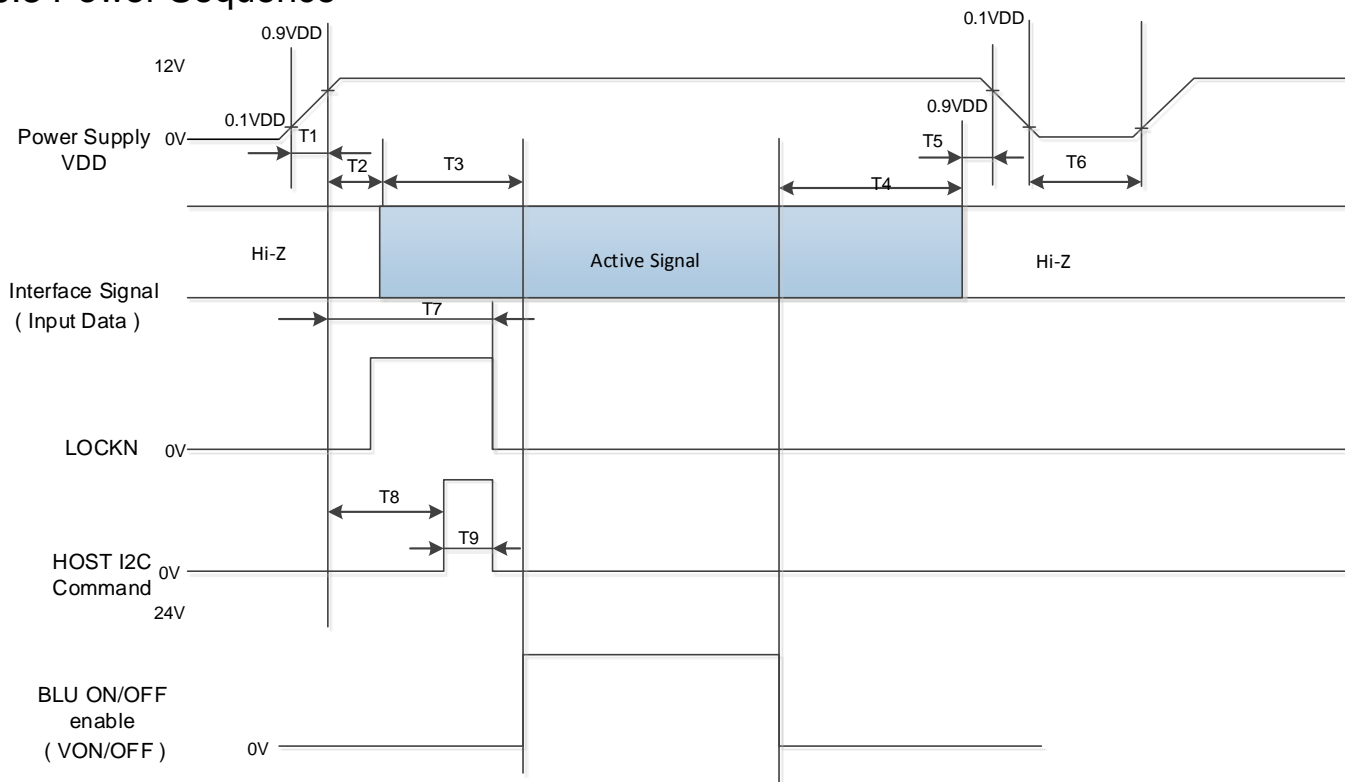 Power Sequence
0.9VDD
0.1VDD
12V
0.9VDD
0.1VDD
Power Supply
VDD
0V
T1
T2
T3
T4
T5
T6
Hi-Z
Active Signal
Hi-Z
Interface Signal
( Input Data )
T7
LOCKN
0V
T8
T9
HOST I2C
Command
0V
24V
BLU ON/OFF
enable
( VON/OFF )
0V